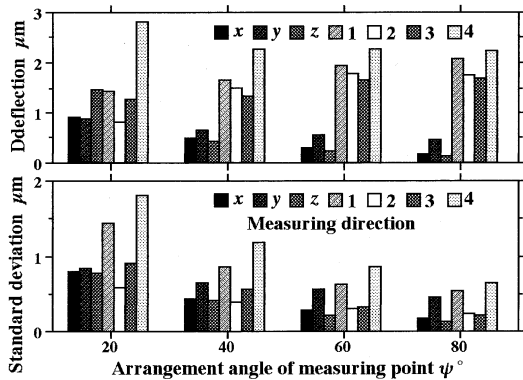 3
2
1
0
Ddeflection μm
x y z 1 2 3 4
2
1
0
Standard deviation μm
x y z 1 2 3 4
Measuring direction
20 40 60 80
Arrangement angle of measuring point ψ°